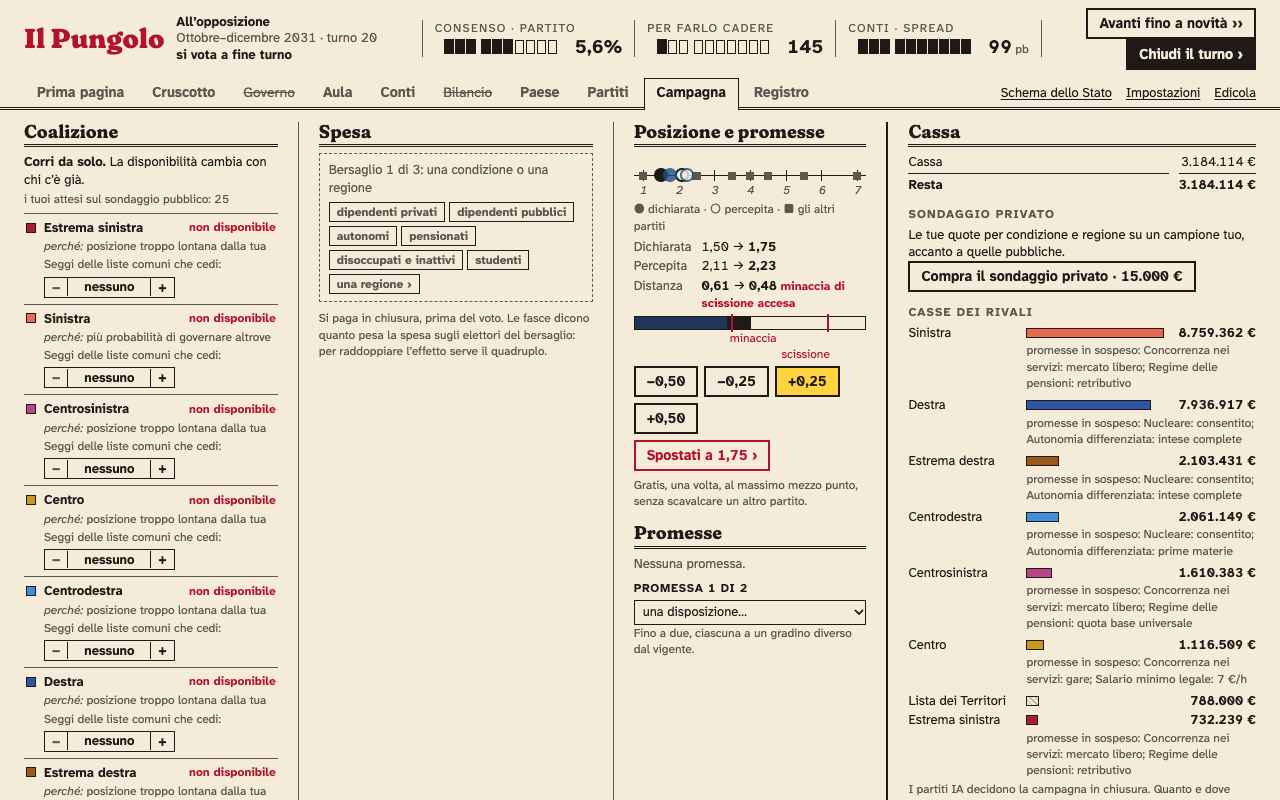 Il Pungolo
All'opposizione
Ottobre–dicembre 2031 · turno 20
si vota a fine turno
CONSENSO · PARTITO
5,6%
PER FARLO CADERE
145
CONTI · SPREAD
99 pb
Avanti fino a novità ››
Chiudi il turno ›
Prima pagina
Cruscotto
Governo
Aula
Conti
Bilancio
Paese
Partiti
Campagna
Registro
Schema dello Stato
Impostazioni
Edicola
Coalizione
Corri da solo. La disponibilità cambia con
chi c'è già.
i tuoi attesi sul sondaggio pubblico: 25
Estrema sinistra non disponibile
perché: posizione troppo lontana dalla tua
Seggi delle liste comuni che cedi:
– nessuno +
Sinistra non disponibile
perché: più probabilità di governare altrove
Seggi delle liste comuni che cedi:
– nessuno +
Centrosinistra non disponibile
perché: posizione troppo lontana dalla tua
Seggi delle liste comuni che cedi:
– nessuno +
Centro non disponibile
perché: posizione troppo lontana dalla tua
Seggi delle liste comuni che cedi:
– nessuno +
Centrodestra non disponibile
perché: posizione troppo lontana dalla tua
Seggi delle liste comuni che cedi:
– nessuno +
Destra non disponibile
perché: posizione troppo lontana dalla tua
Seggi delle liste comuni che cedi:
– nessuno +
Estrema destra non disponibile
perché: posizione troppo lontana dalla tua
Spesa
Bersaglio 1 di 3: una condizione o una
regione
dipendenti privati
dipendenti pubblici
autonomi
pensionati
disoccupati e inattivi
studenti
una regione ›
Si paga in chiusura, prima del voto. Le fasce dicono
quanto pesa la spesa sugli elettori del bersaglio:
per raddoppiare l'effetto serve il quadruplo.
Posizione e promesse
1 2 3 4 5 6 7
dichiarata · percepita · gli altri
partiti
Dichiarata 1,50 → 1,75
Percepita 2,11 → 2,23
Distanza 0,61 → 0,48 minaccia di
scissione accesa
minaccia
scissione
−0,50
−0,25
+0,25
+0,50
Spostati a 1,75 ›
Gratis, una volta, al massimo mezzo punto,
senza scavalcare un altro partito.
Promesse
Nessuna promessa.
PROMESSA 1 DI 2
una disposizione...
Fino a due, ciascuna a un gradino diverso
dal vigente.
Cassa
Cassa 3.184.114 €
Resta 3.184.114 €
SONDAGGIO PRIVATO
Le tue quote per condizione e regione su un campione tuo,
accanto a quelle pubbliche.
Compra il sondaggio privato · 15.000 €
CASSE DEI RIVALI
Sinistra 8.759.362 €
promesse in sospeso: Concorrenza nei
servizi: mercato libero; Regime delle
pensioni: retributivo
Destra 7.936.917 €
promesse in sospeso: Nucleare: consentito;
Autonomia differenziata: intese complete
Estrema destra 2.103.431 €
promesse in sospeso: Nucleare: consentito;
Autonomia differenziata: intese complete
Centrodestra 2.061.149 €
promesse in sospeso: Nucleare: consentito;
Autonomia differenziata: prime materie
Centrosinistra 1.610.383 €
promesse in sospeso: Concorrenza nei
servizi: mercato libero; Regime delle
pensioni: quota base universale
Centro 1.116.509 €
promesse in sospeso: Concorrenza nei
servizi: gare; Salario minimo legale: 7 €/h
Lista dei Territori 788.000 €
Estrema sinistra 732.239 €
promesse in sospeso: Concorrenza nei
servizi: mercato libero; Regime delle
pensioni: retributivo
I partiti IA decidono la campagna in chiusura. Quanto e dove